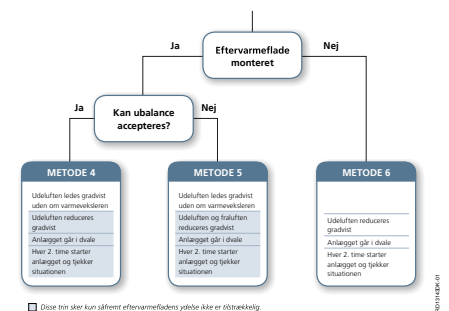 Eftervarmeflade
monteret
Ja
Nej
Kan ubalance
accepteres?
Ja
Nej
METODE 4
Udeluften ledes gradvist
uden om varmeveksleren
Udeluften reduceres
gradvist
Anlægget går i dvale
Hver 2. time starter
anlægget og tjekker
situationen
METODE 5
Udeluften ledes gradvist
uden om varmeveksleren
Udeluften og fraluften
reduceres gradvist
Anlægget går i dvale
Hver 2. time starter
anlægget og tjekker
situationen
METODE 6
Udeluften reduceres
gradvist
Anlægget går i dvale
Hver 2. time starter
anlægget og tjekker
situationen
Disse trin sker kun såfremt eftervarmefladens ydelse ikke er tilstrækkelig.
RD13143DK-01